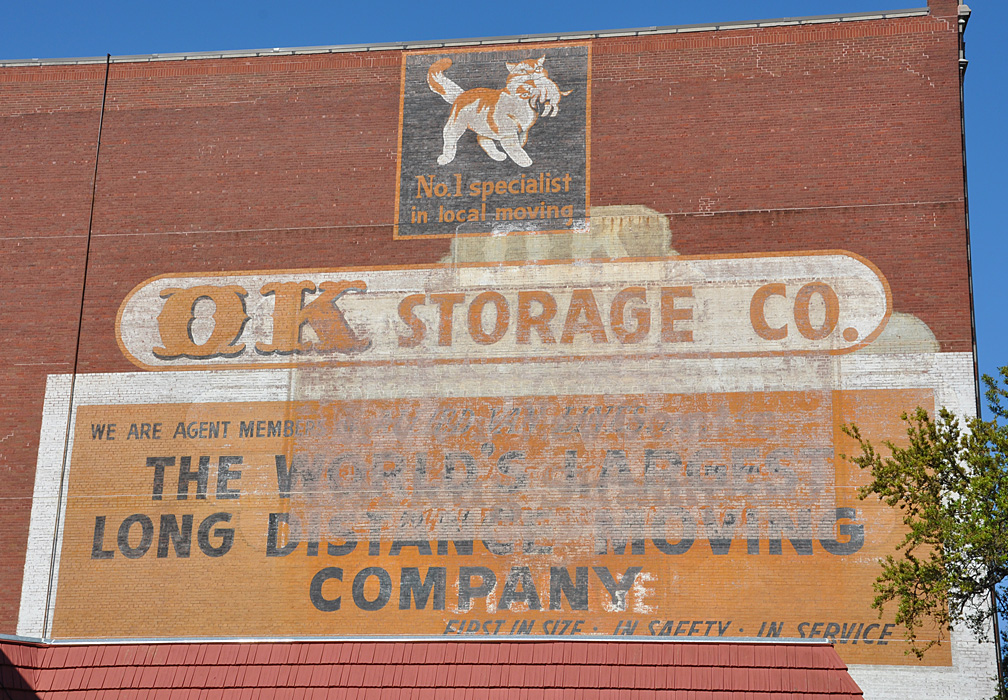 No. 1 specialist
in local moving
OK STORAGE CO.
WE ARE AGENT MEMBERS
THE WORLD'S LARGEST
LONG DISTANCE MOVING
COMPANY
FIRST IN SIZE · IN SAFETY · IN SERVICE